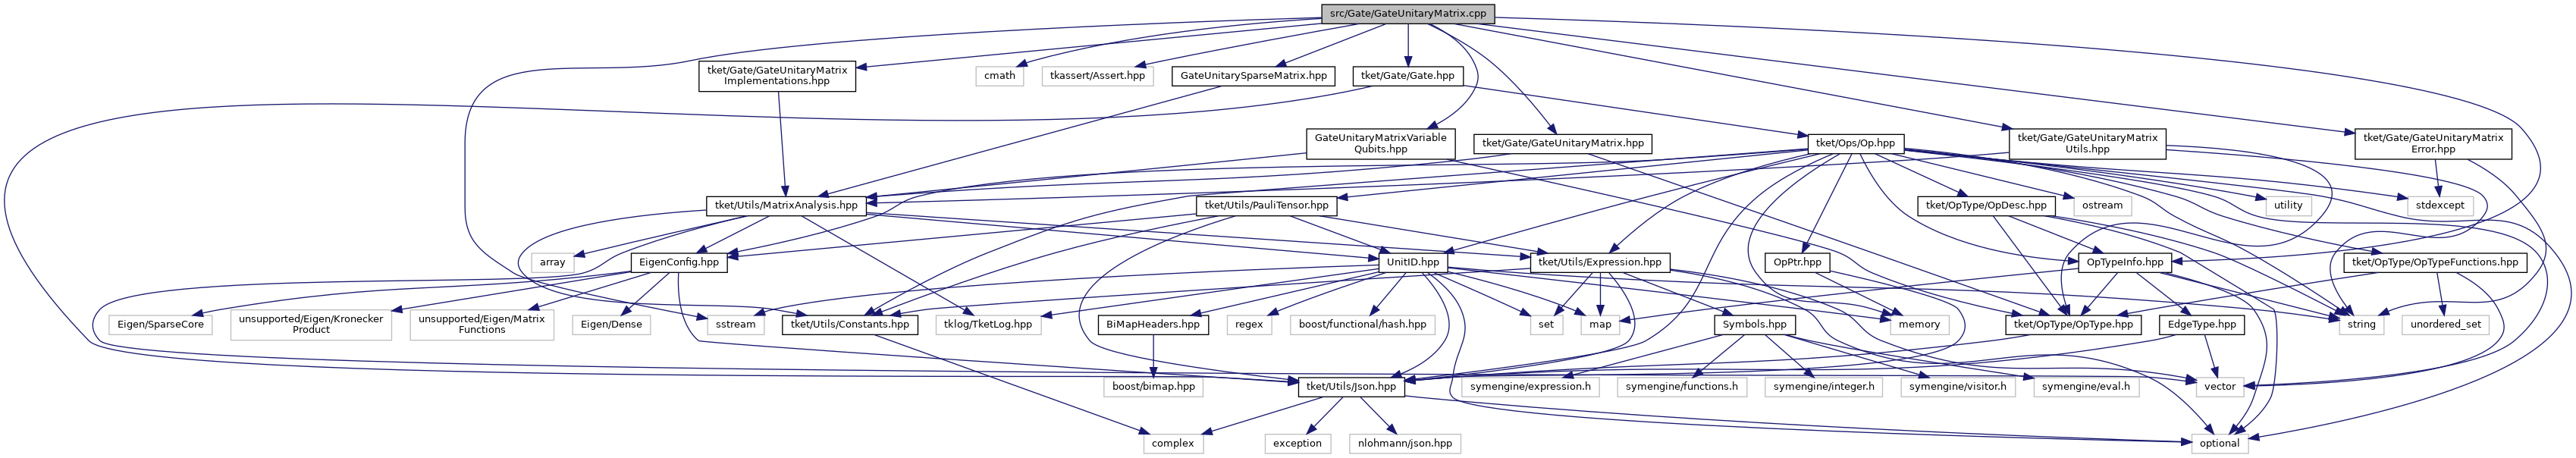 src/Gate/GateUnitaryMatrix.cpp
tket/Gate/GateUnitaryMatrix
Implementations.hpp
cmath
tkassert/Assert.hpp
GateUnitarySparseMatrix.hpp
tket/Gate/Gate.hpp
GateUnitaryMatrixVariable
Qubits.hpp
tket/Gate/GateUnitaryMatrix.hpp
tket/Ops/Op.hpp
tket/Gate/GateUnitaryMatrix
Utils.hpp
tket/Gate/GateUnitaryMatrix
Error.hpp
tket/Utils/MatrixAnalysis.hpp
tket/Utils/PauliTensor.hpp
tket/OpType/OpDesc.hpp
ostream
utility
stdexcept
array
EigenConfig.hpp
UnitID.hpp
tket/Utils/Expression.hpp
OpPtr.hpp
OpTypeInfo.hpp
tket/OpType/OpTypeFunctions.hpp
Eigen/SparseCore
unsupported/Eigen/Kronecker
Product
unsupported/Eigen/Matrix
Functions
Eigen/Dense
sstream
tket/Utils/Constants.hpp
tklog/TketLog.hpp
BiMapHeaders.hpp
regex
boost/functional/hash.hpp
set
map
memory
Symbols.hpp
tket/OpType/OpType.hpp
EdgeType.hpp
string
unordered_set
boost/bimap.hpp
tket/Utils/Json.hpp
symengine/expression.h
symengine/functions.h
symengine/integer.h
symengine/visitor.h
symengine/eval.h
vector
complex
exception
nlohmann/json.hpp
optional